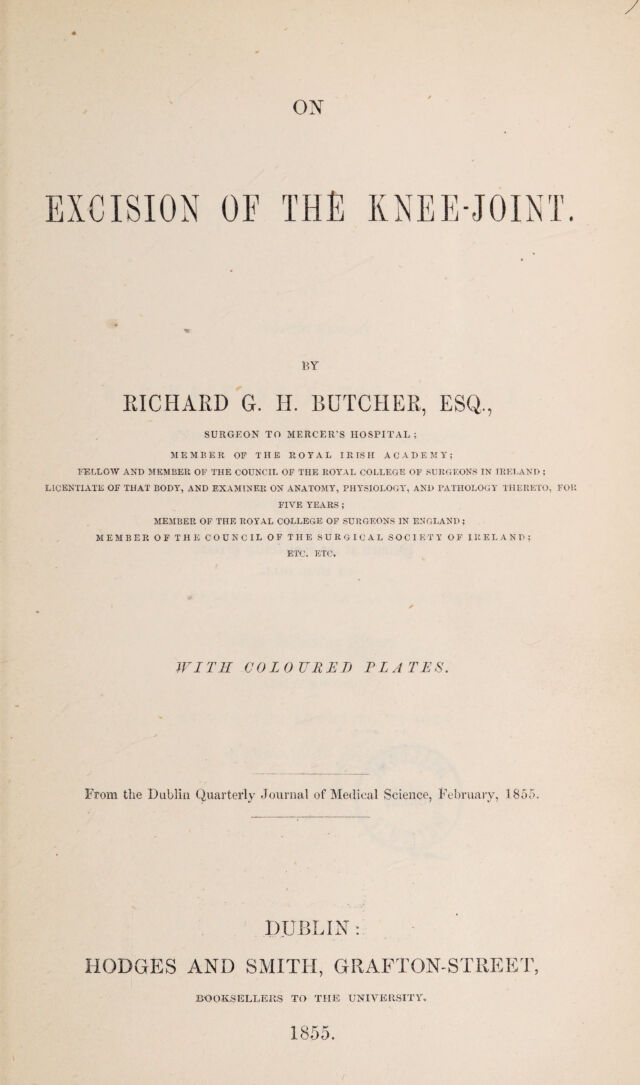 ON
EXCISION OF THE KNEE-JOINT.
BY
RICHARD G. H. BUTCHER, ESQ.,
SURGEON TO MERCER'S HOSPITAL;
MEMBER OF THE ROYAL IRISH ACADEMY;
FELLOW AND MEMBER OF THE COUNCIL OF THE ROYAL COLLEGE OF SURGEONS IN IRELAND;
LICENTIATE OF THAT BODY, AND EXAMINER ON ANATOMY, PHYSIOLOGY, AND PATHOLOGY THERETO, FOR
FIVE YEARS;
MEMBER OF THE ROYAL COLLEGE OF SURGEONS IN ENGLAND;
MEMBER OF THE COUNCIL OF THE SURGICAL SOCIETY OF IRELAND;
ETC. ETC.
WITH COLOURED PLATES.
From the Dublin Quarterly Journal of Medical Science, February, 1855.
DUBLIN:
HODGES AND SMITH, GRAFTON-STREET,
BOOKSELLERS TO THE UNIVERSITY.
1855.